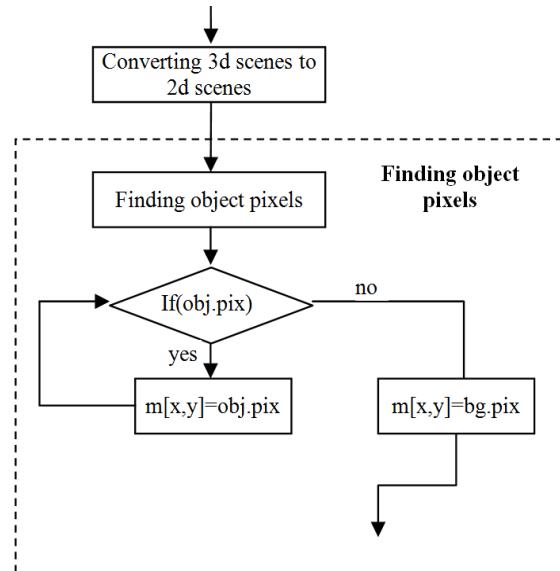 Converting 3d scenes to
2d scenes
Finding object
pixels
Finding object pixels
If(obj.pix)
no
yes
m[x,y]=obj.pix
m[x,y]=bg.pix